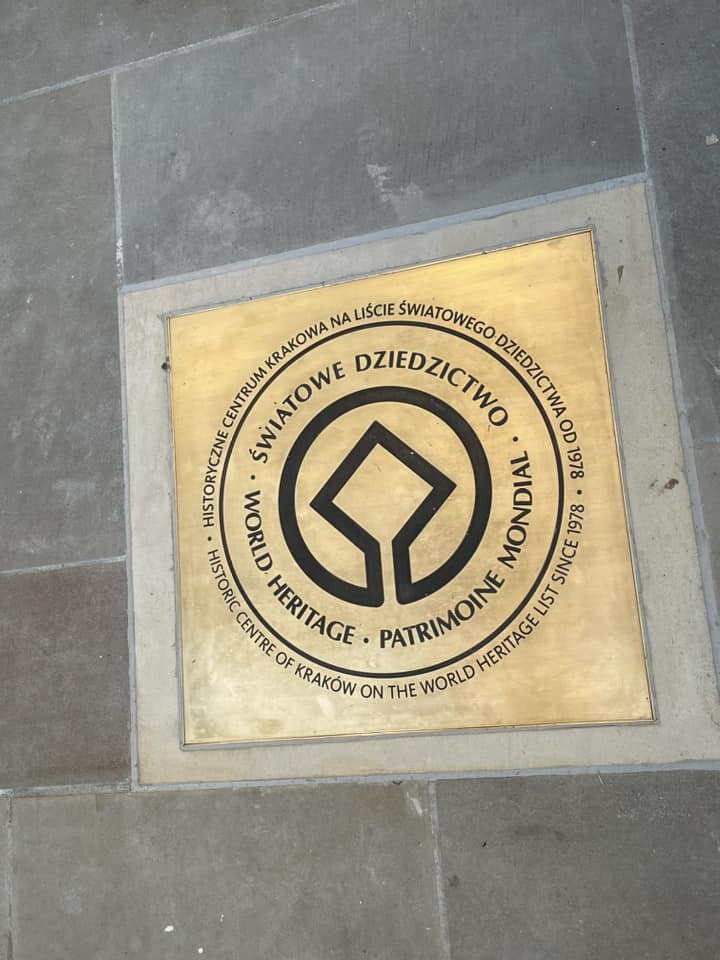 • HISTORYCZNE CENTRUM KRAKOWA NA LIŚCIE ŚWIATOWEGO DZIEDZICTWA OD 1978 •
HISTORIC CENTRE OF KRAKÓW ON THE WORLD HERITAGE LIST SINCE 1978
• ŚWIATOWE DZIEDZICTWO •
WORLD HERITAGE • PATRIMOINE MONDIAL